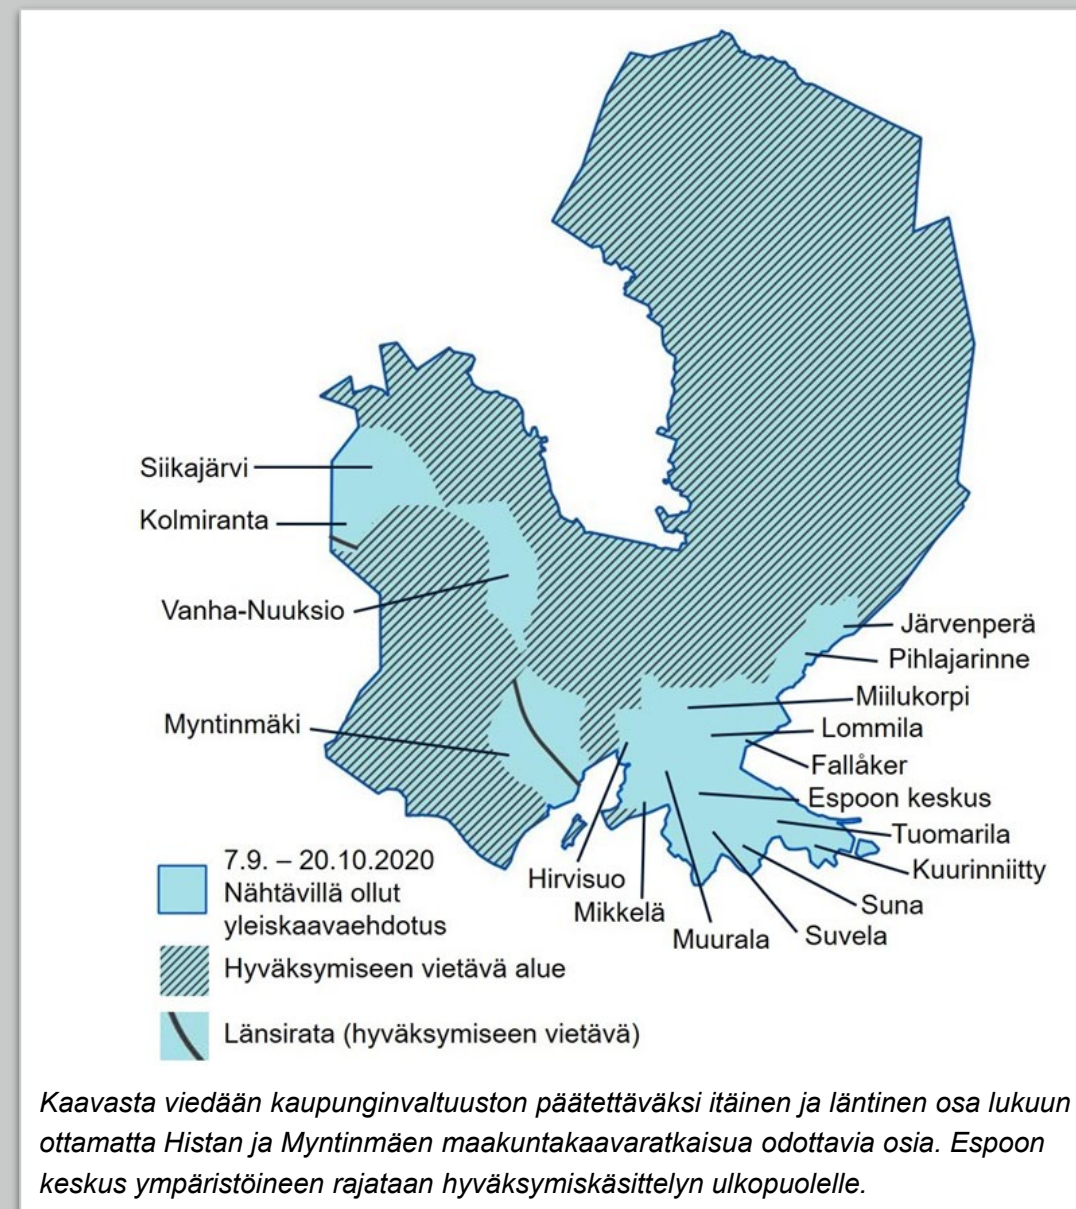 Siikajärvi
Kolmiranta
Vanha-Nuuksio
Myntinmäki
Järvenperä
Pihlajarinne
Miilukorpi
Lommila
Fallåker
Espoon keskus
Tuomarila
Kuurinniitty
Suna
Suvela
Muurala
Mikkelä
Hirvisuo
7.9. – 20.10.2020
Nähtävillä ollut
yleiskaavaehdotus
Hyväksymiseen vietävä alue
Länsirata (hyväksymiseen vietävä)
Kaavasta viedään kaupunginvaltuuston päätettäväksi itäinen ja läntinen osa lukuun
ottamatta Histan ja Myntinmäen maakuntakaavaratkaisua odottavia osia. Espoon
keskus ympäristöineen rajataan hyväksymiskäsittelyn ulkopuolelle.